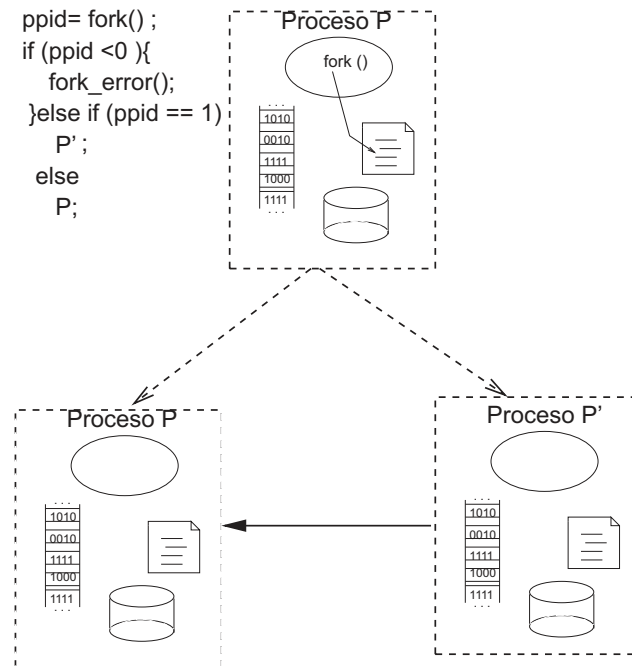 ppid= fork() ;
if (ppid <0 ){
fork_error();
}else if (ppid == 1)
P' ;
else
P;
Proceso P
fork ()
. . .
1010
0010
1111
1000
1111
. . .
Proceso P
. . .
1010
0010
1111
1000
1111
. . .
Proceso P'
. . .
1010
0010
1111
1000
1111
. . .